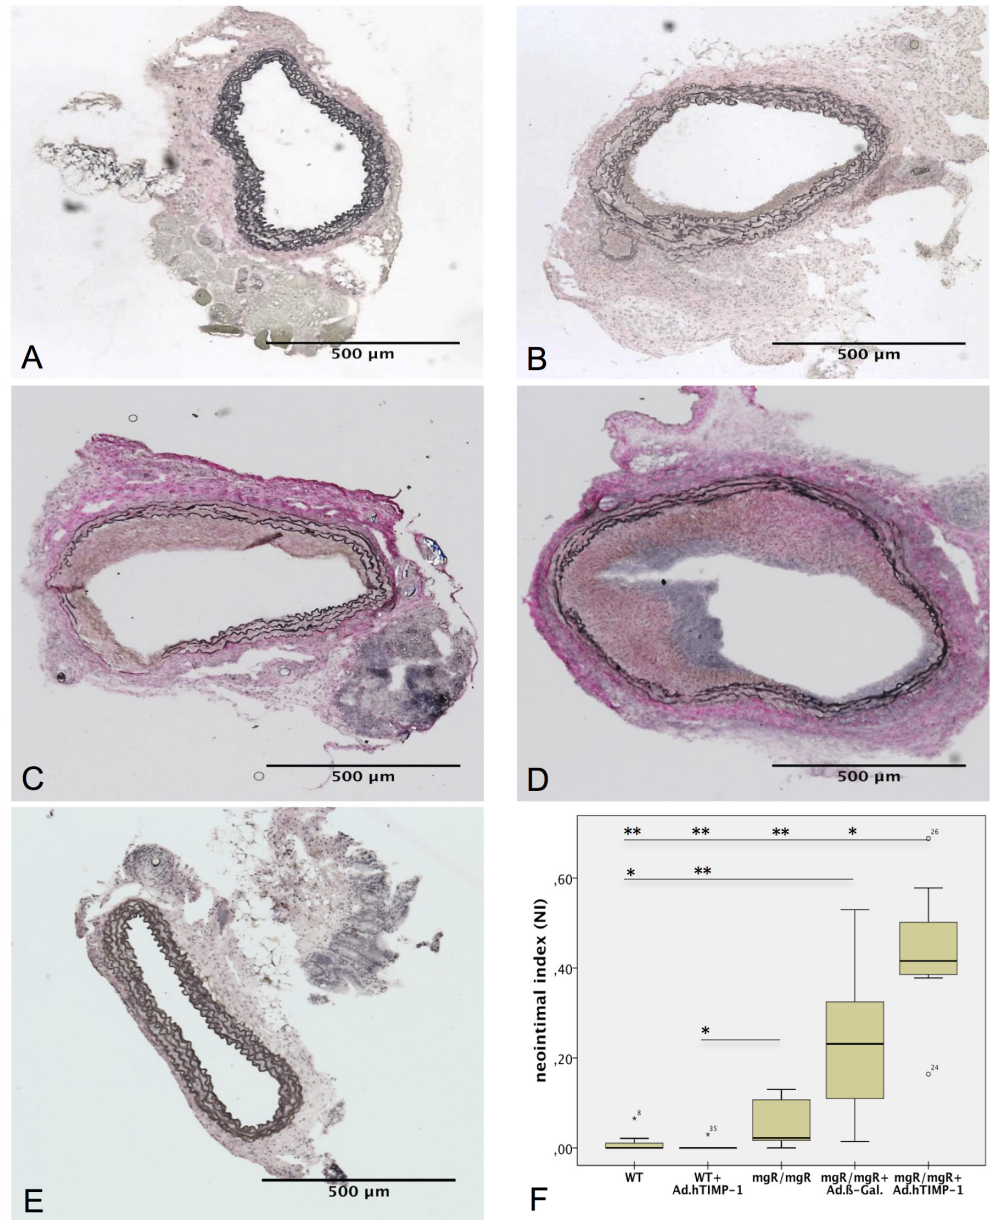 A
500 µm
B
500 µm
C
500 µm
D
500 µm
E
500 µm
F
neointimal index (NI)
,60
,40
,20
,00
** ** ** *
* **
*
26
24
* 8
* 35
WT
WT+
Ad.hTIMP-1
mgR/mgR
mgR/mgR+
Ad.ß-Gal.
mgR/mgR+
Ad.hTIMP-1